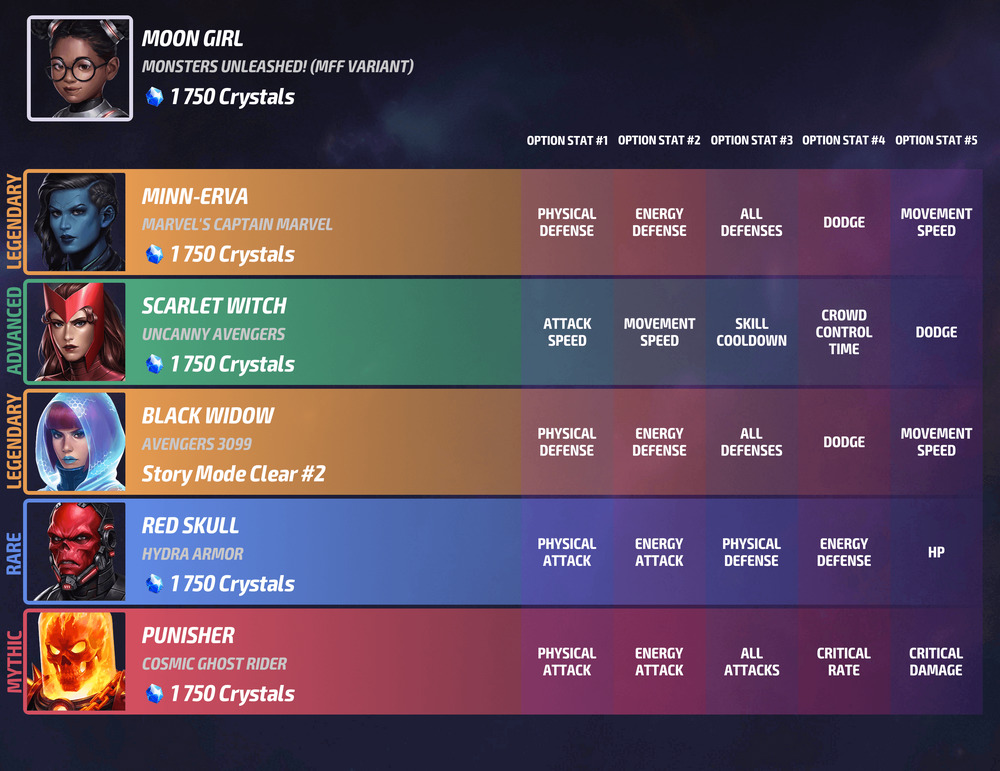 MOON GIRL
MONSTERS UNLEASHED! (MFF VARIANT)
1 750 Crystals
OPTION STAT #1 OPTION STAT #2 OPTION STAT #3 OPTION STAT #4 OPTION STAT #5
LEGENDARY
MINN-ERVA
MARVEL'S CAPTAIN MARVEL
1 750 Crystals
PHYSICAL
DEFENSE
ENERGY
DEFENSE
ALL
DEFENSES
DODGE
MOVEMENT
SPEED
ADVANCED
SCARLET WITCH
UNCANNY AVENGERS
1 750 Crystals
ATTACK
SPEED
MOVEMENT
SPEED
SKILL
COOLDOWN
CROWD
CONTROL
TIME
DODGE
LEGENDARY
BLACK WIDOW
AVENGERS 3099
Story Mode Clear #2
PHYSICAL
DEFENSE
ENERGY
DEFENSE
ALL
DEFENSES
DODGE
MOVEMENT
SPEED
RARE
RED SKULL
HYDRA ARMOR
1 750 Crystals
PHYSICAL
ATTACK
ENERGY
ATTACK
PHYSICAL
DEFENSE
ENERGY
DEFENSE
HP
MYTHIC
PUNISHER
COSMIC GHOST RIDER
1 750 Crystals
PHYSICAL
ATTACK
ENERGY
ATTACK
ALL
ATTACKS
CRITICAL
RATE
CRITICAL
DAMAGE